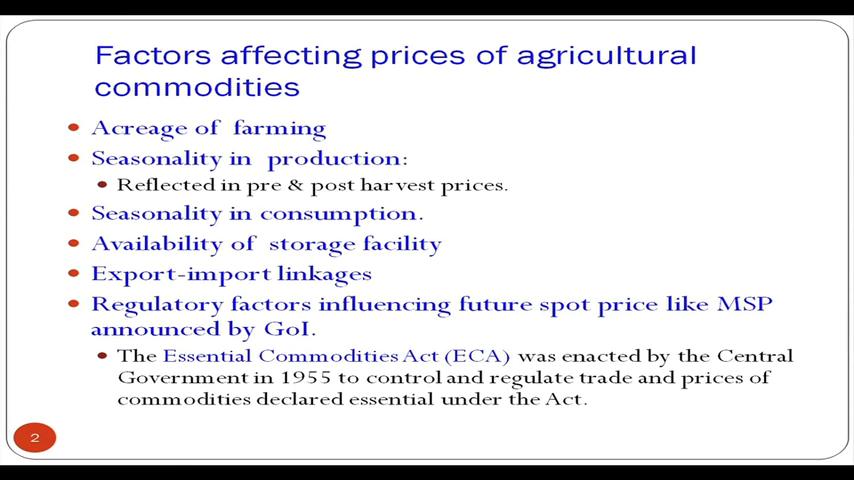 Factors affecting prices of agricultural
commodities
• Acreage of farming
• Seasonality in production:
• Reflected in pre & post harvest prices.
• Seasonality in consumption.
• Availability of storage facility
• Export-import linkages
• Regulatory factors influencing future spot price like MSP
announced by GoI.
• The Essential Commodities Act (ECA) was enacted by the Central
Government in 1955 to control and regulate trade and prices of
commodities declared essential under the Act.
2